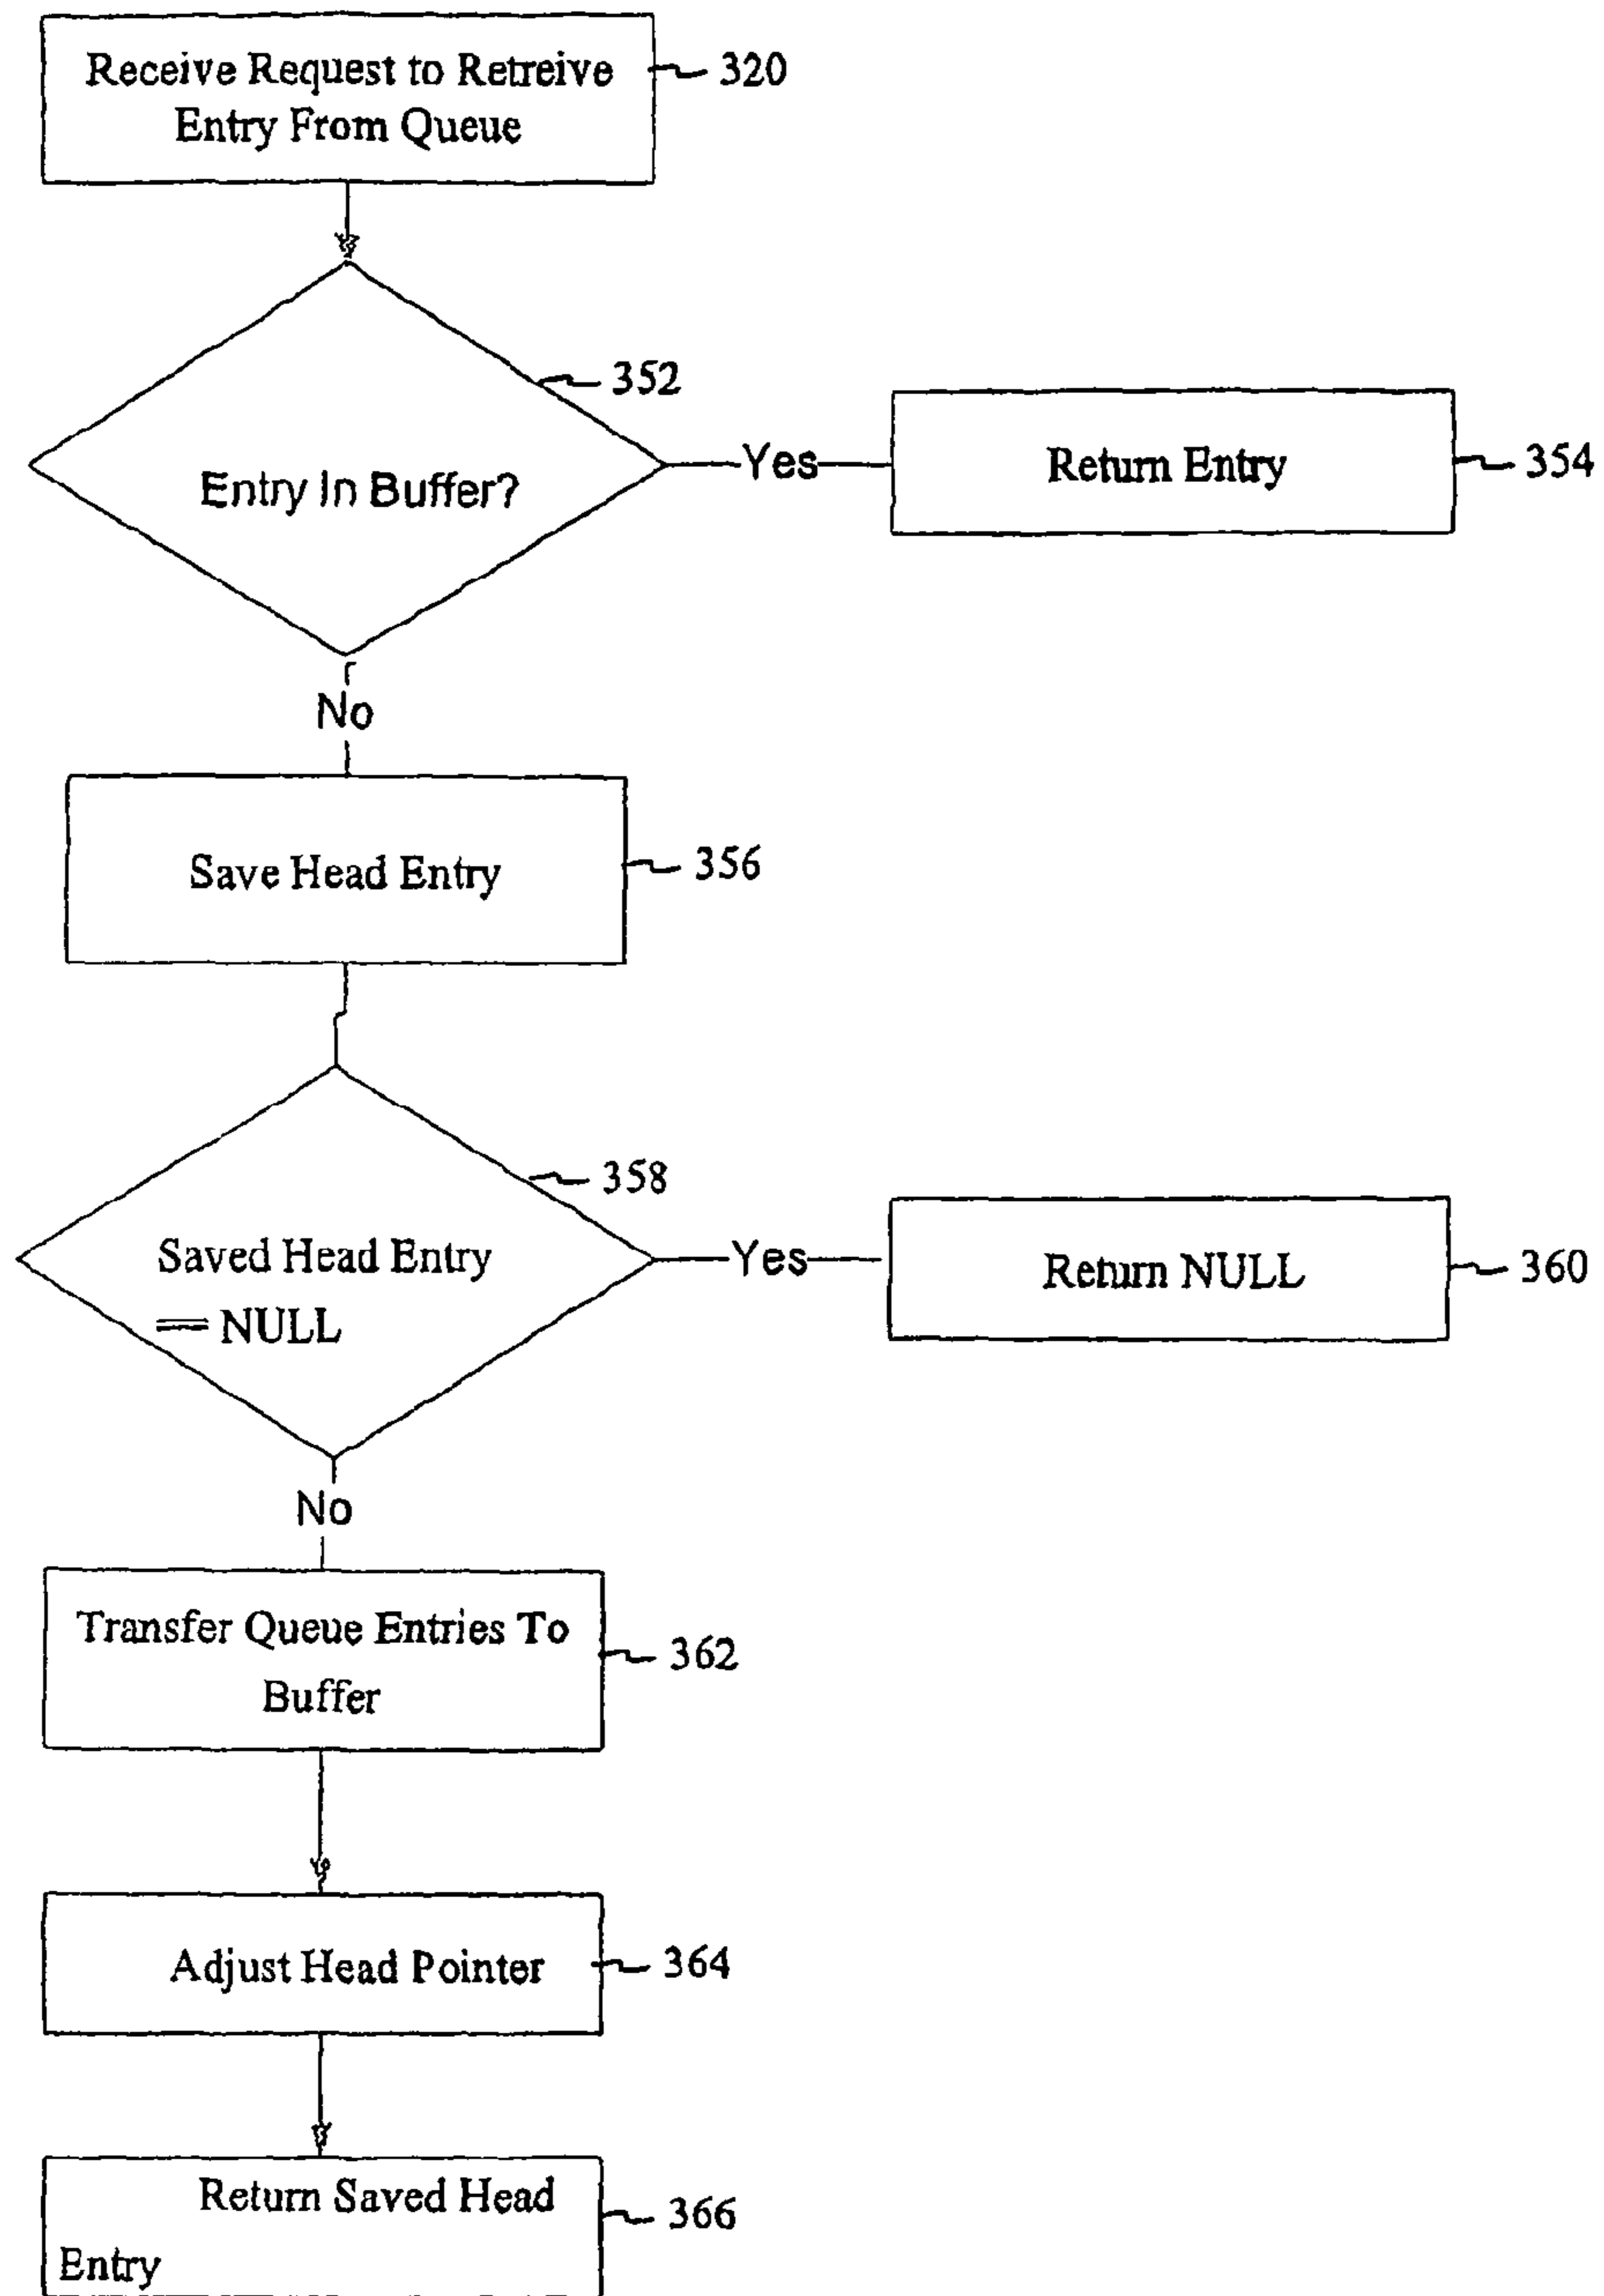 Receive Request to Retreive
Entry From Queue
320
352
Entry In Buffer?
Yes
Return Entry
354
No
Save Head Entry
356
358
Saved Head Entry
== NULL
Yes
Return NULL
360
No
Transfer Queue Entries To
Buffer
362
Adjust Head Pointer
364
Return Saved Head
Entry
366